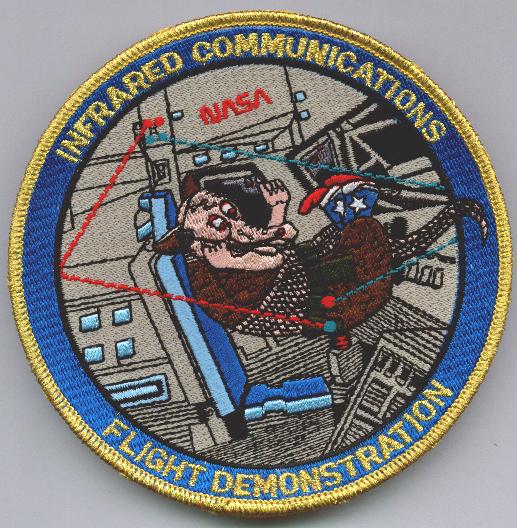 INFRARED COMMUNICATIONS
NASA
FLIGHT DEMONSTRATION